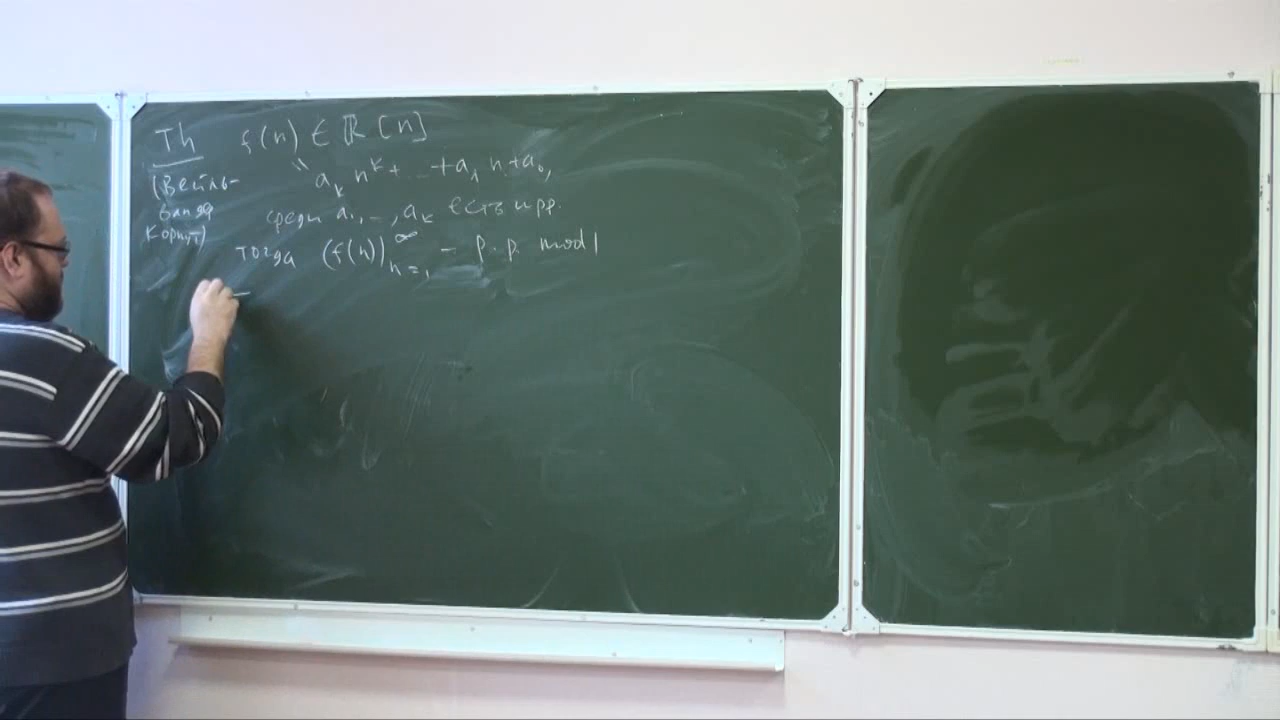 Th f(n) ∈ ℝ[n]
(Вейль-
ван дер
Корпут)
" a_k n^k + ... + a_1 n + a_0,
среди a_1, ..., a_k есть ирр.
тогда (f(n))_{n=1}^∞ - р.р. mod 1